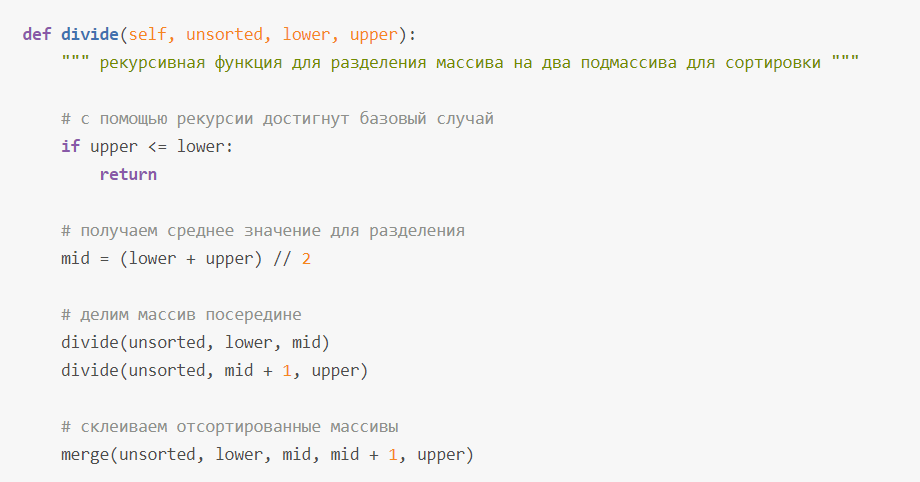 def divide(self, unsorted, lower, upper):
""" рекурсивная функция для разделения массива на два подмассива для сортировки """
# с помощью рекурсии достигнут базовый случай
if upper <= lower:
return
# получаем среднее значение для разделения
mid = (lower + upper) // 2
# делим массив посередине
divide(unsorted, lower, mid)
divide(unsorted, mid + 1, upper)
# склеиваем отсортированные массивы
merge(unsorted, lower, mid, mid + 1, upper)